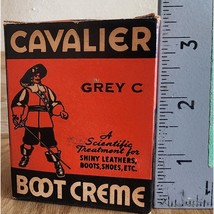 CAVALIER
GREY C
A
Scientific
Treatment for
SHINY LEATHERS,
BOOTS, SHOES, ETC.
BOOT CREME
3
2
1